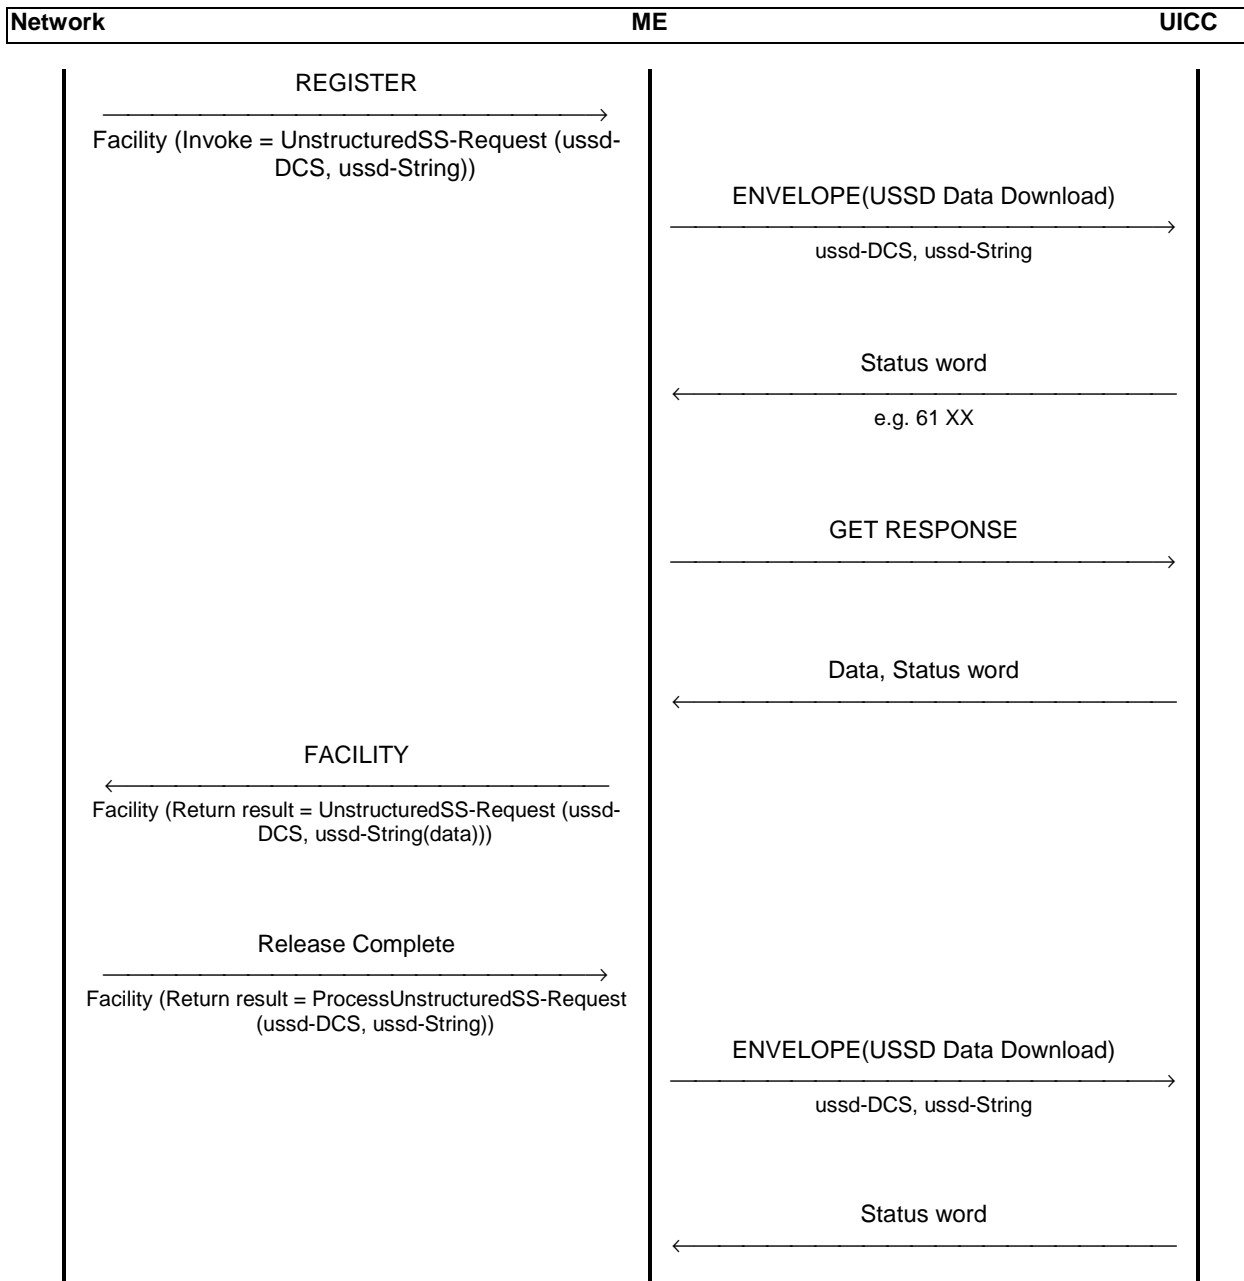 Network ME UICC
REGISTER
Facility (Invoke = UnstructuredSS-Request (ussd-
DCS, ussd-String))
ENVELOPE(USSD Data Download)
ussd-DCS, ussd-String
Status word
e.g. 61 XX
GET RESPONSE
Data, Status word
FACILITY
Facility (Return result = UnstructuredSS-Request (ussd-
DCS, ussd-String(data)))
Release Complete
Facility (Return result = ProcessUnstructuredSS-Request
(ussd-DCS, ussd-String))
ENVELOPE(USSD Data Download)
ussd-DCS, ussd-String
Status word